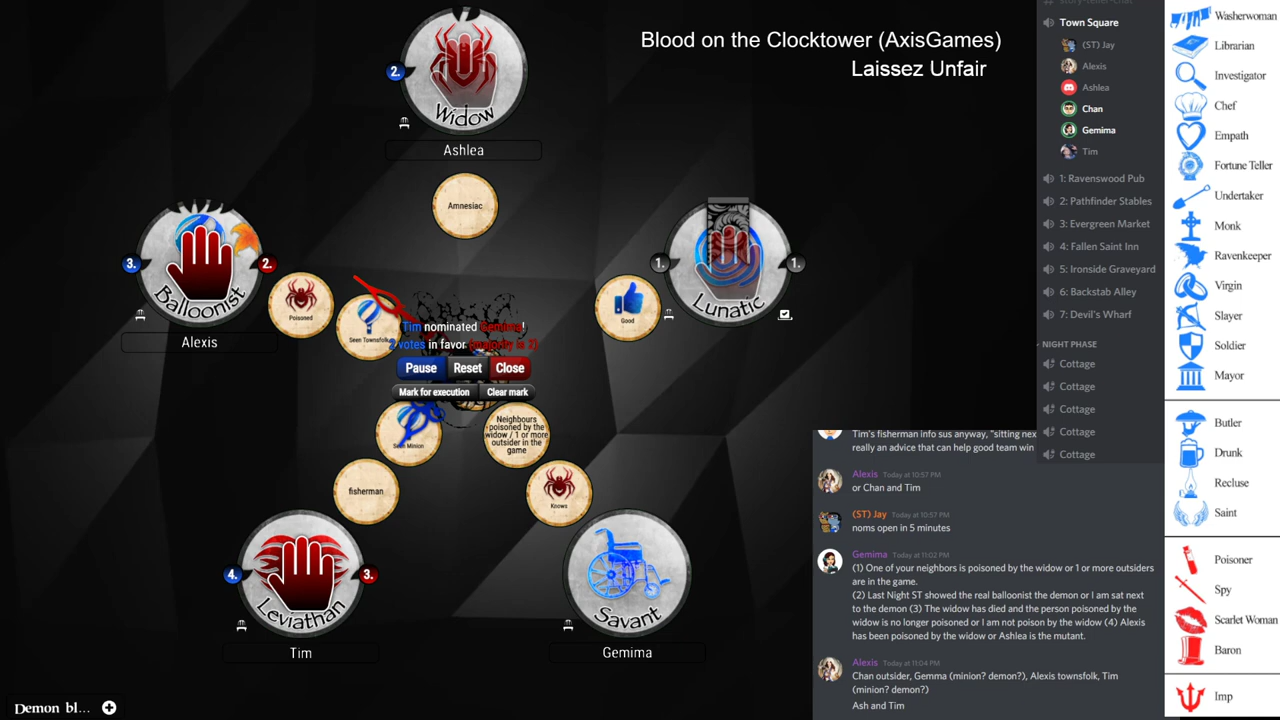 Blood on the Clocktower (AxisGames)
Laissez Unfair
Widow
2.
Ashlea
Amnesiac
Balloonist
3.
2.
Alexis
Poisoned
Seen Townsfolk
Good
Lunatic
1.
1.
Tim nominated Gemima!
2 votes in favor (majority is 2)
Pause
Reset
Close
Mark for execution
Clear mark
Seen Minion
Neighbours
poisoned by the
widow / 1 or more
outsider in the
game
fisherman
Knows
Leviathan
4.
3.
Tim
Savant
Gemima
Demon bl...
Town Square
(ST) Jay
Alexis
Ashlea
Chan
Gemima
Tim
1: Ravenswood Pub
2: Pathfinder Stables
3: Evergreen Market
4: Fallen Saint Inn
5: Ironside Graveyard
6: Backstab Alley
7: Devil's Wharf
NIGHT PHASE
Cottage
Cottage
Cottage
Cottage
Cottage
Tim's fisherman info sus anyway, "sitting nex
really an advice that can help good team win
Alexis Today at 10:57 PM
or Chan and Tim
(ST) Jay Today at 10:57 PM
noms open in 5 minutes
Gemima Today at 11:02 PM
(1) One of your neighbors is poisoned by the widow or 1 or more outsiders
are in the game.
(2) Last Night ST showed the real balloonist the demon or I am sat next
to the demon (3) The widow has died and the person poisoned by the
widow is no longer poisoned or I am not poison by the widow (4) Alexis
has been poisoned by the widow or Ashlea is the mutant.
Alexis Today at 11:04 PM
Chan outsider, Gemma (minion? demon?), Alexis townsfolk, Tim
(minion? demon?)
Ash and Tim
Washerwoman
Librarian
Investigator
Chef
Empath
Fortune Teller
Undertaker
Monk
Ravenkeeper
Virgin
Slayer
Soldier
Mayor
Butler
Drunk
Recluse
Saint
Poisoner
Spy
Scarlet Woman
Baron
Imp